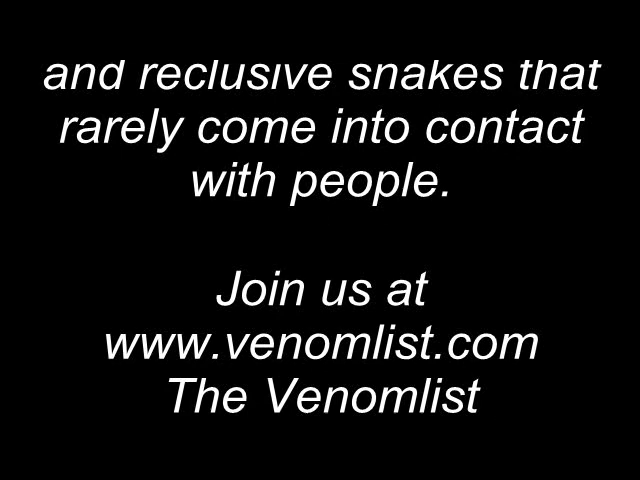 and reclusive snakes that
rarely come into contact
with people.
Join us at
www.venomlist.com
The Venomlist